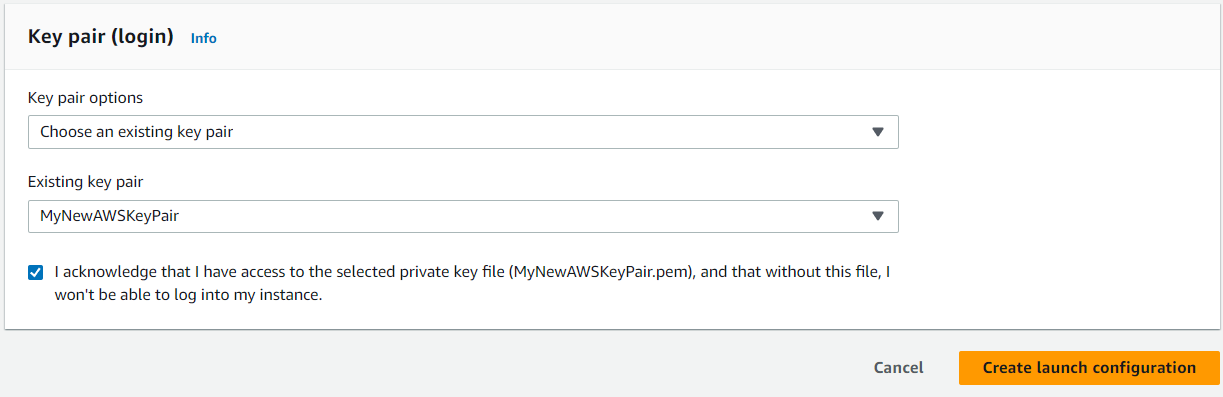 Key pair (login) Info
Key pair options
Choose an existing key pair
Existing key pair
MyNewAWSKeyPair
I acknowledge that I have access to the selected private key file (MyNewAWSKeyPair.pem), and that without this file, I
won't be able to log into my instance.
Cancel Create launch configuration